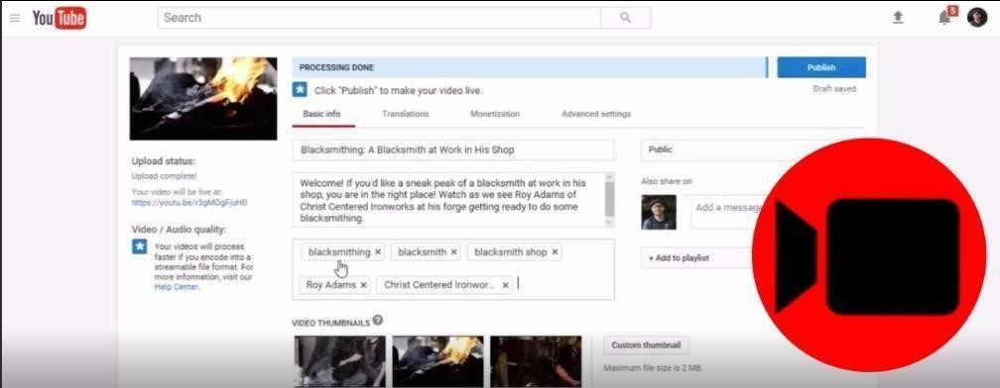 YouTube
Search
5
PROCESSING DONE
Publish
Click "Publish" to make your video live.
Draft saved.
Basic info
Translations
Monetization
Advanced settings
Blacksmithing: A Blacksmith at Work in His Shop
Public
Upload status:
Upload complete!
Your video will be live at:
https://youtu.be/r3gMOgFjuH0
Welcome! If you'd like a sneak peak of a blacksmith at work in his
shop, you are in the right place! Watch as we see Roy Adams of
Christ Centered Ironworks at his forge getting ready to do some
blacksmithing.
Also share on
Add a message
Video / Audio quality:
Your videos will process
faster if you encode into a
streamable file format. For
more information, visit our
Help Center.
blacksmithing × blacksmith × blacksmith shop ×
Roy Adams × Christ Centered Ironwor... ×
+ Add to playlist
VIDEO THUMBNAILS ?
Custom thumbnail
Maximum file size is 2 MB.